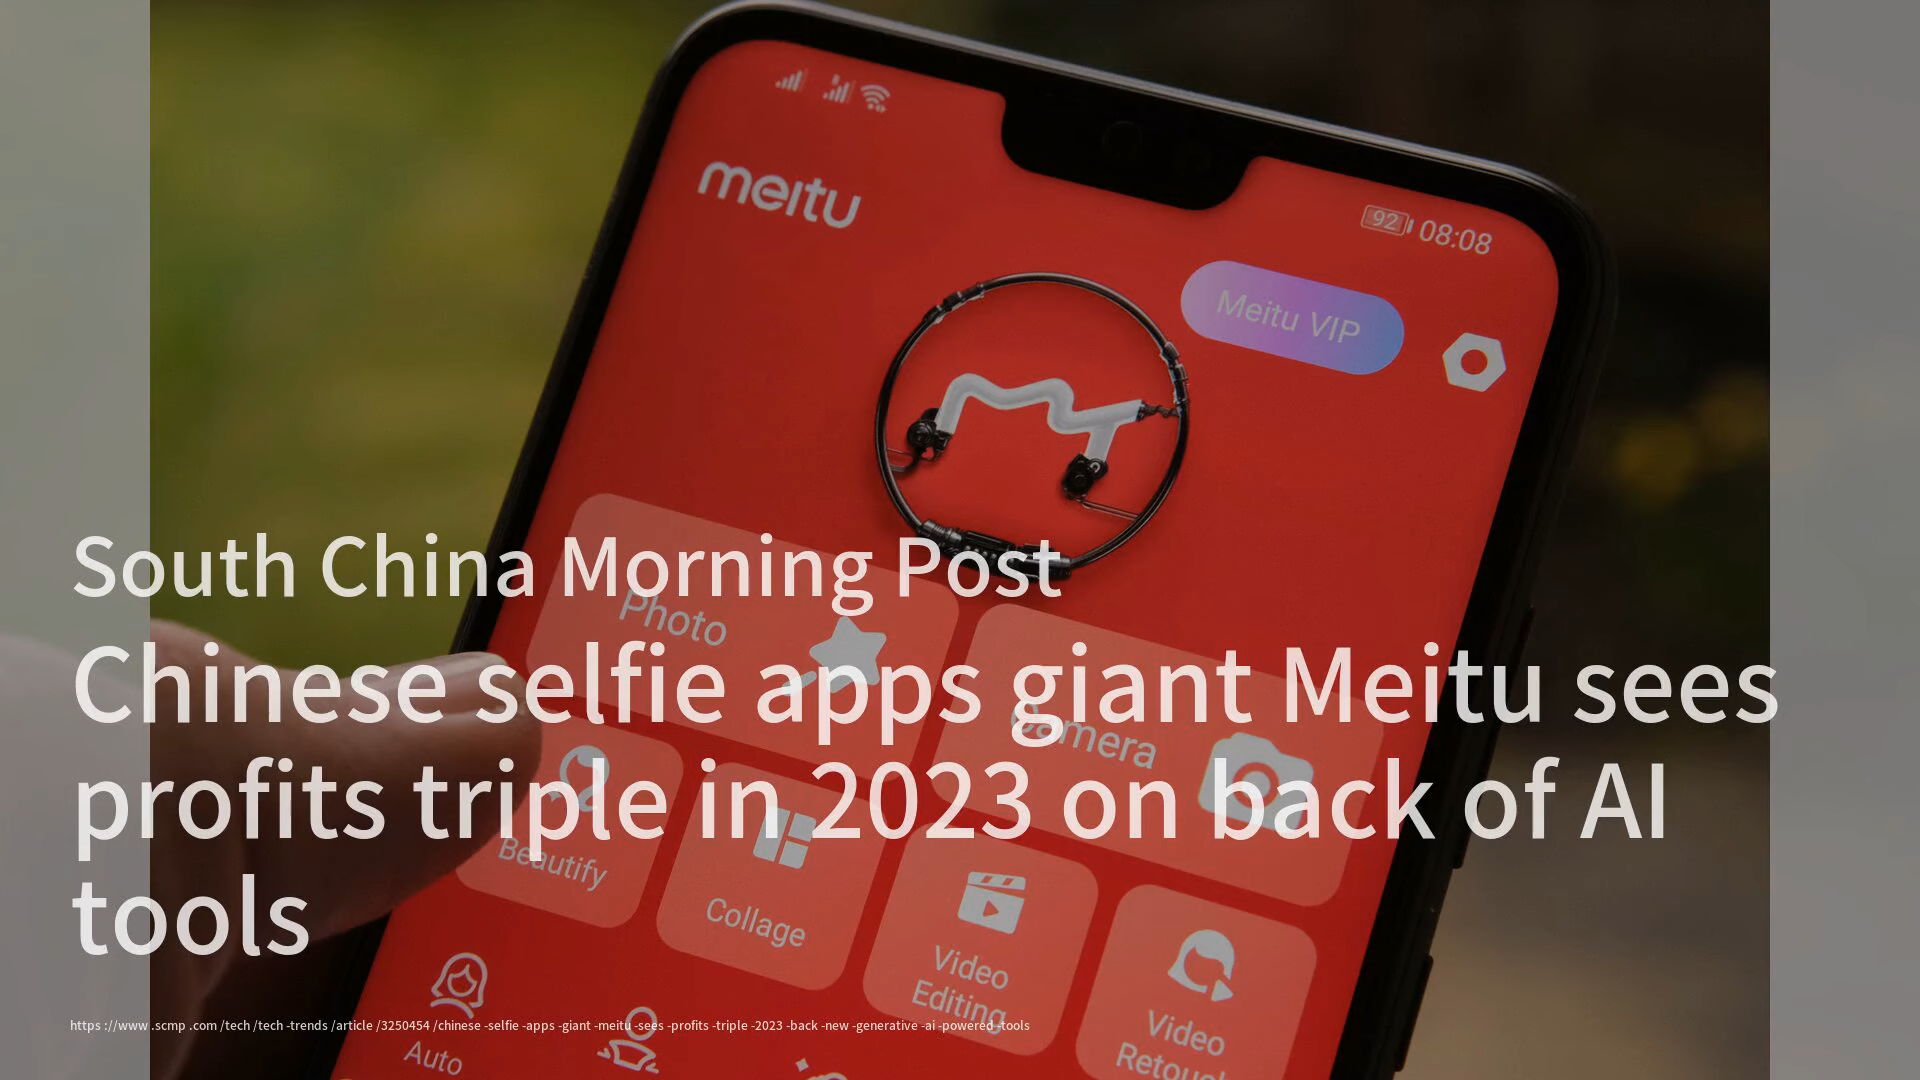 meitu
92 08:08
Meitu VIP
South China Morning Post
Photo
Chinese selfie apps giant Meitu sees
Camera
profits triple in 2023 on back of AI
Beautify
tools
Collage
Video
Editing
Video
https ://www .scmp .com /tech /tech -trends /article /3250454 /chinese -selfie -apps -giant -meitu -sees -profits -triple -2023 -back -new -generative -ai -powered -tools
Auto